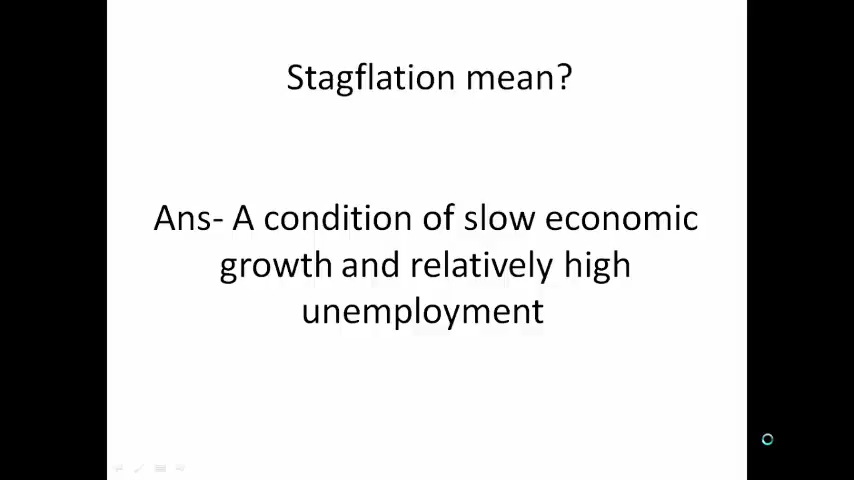 Stagflation mean?
Ans- A condition of slow economic
growth and relatively high
unemployment